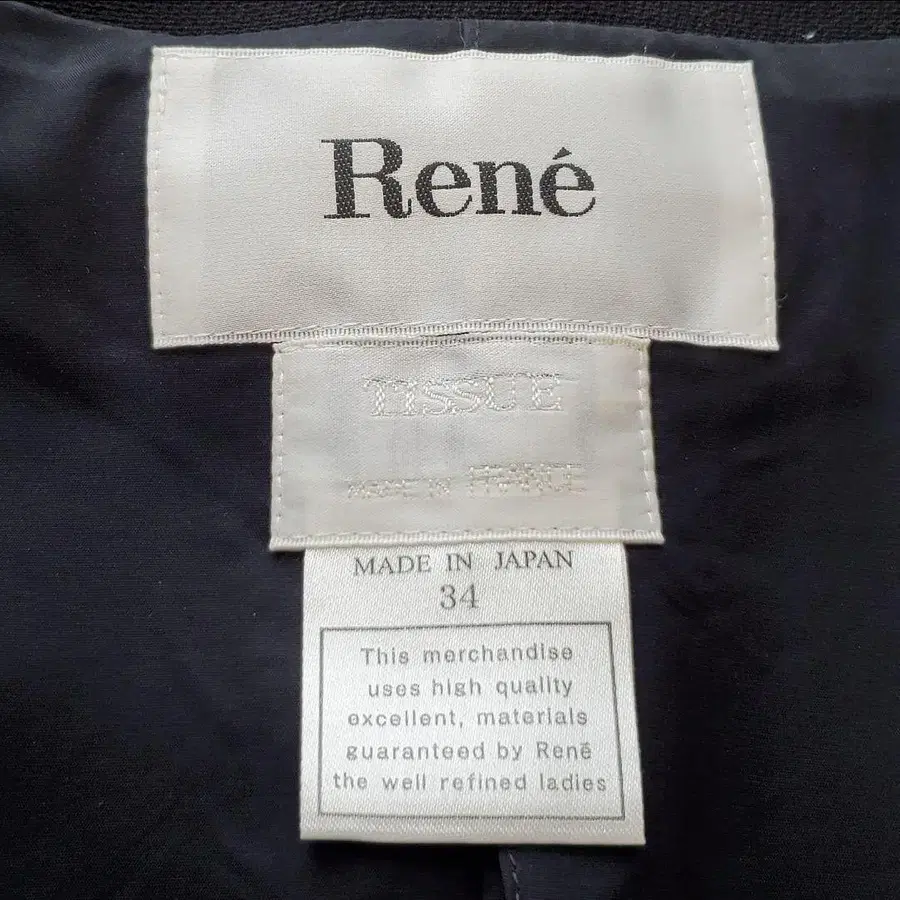 René
TISSUE
MADE IN FRANCE
MADE IN JAPAN
34
This merchandise
uses high quality
excellent, materials
guaranteed by René
the well refined ladies